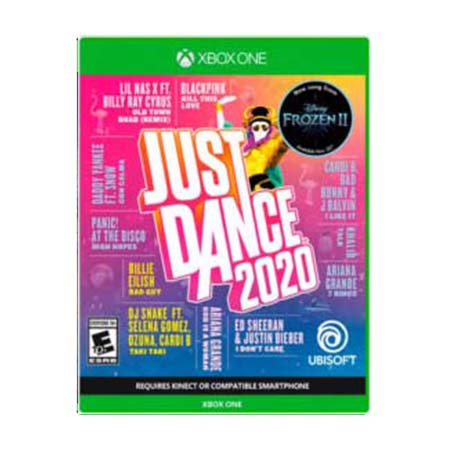 XBOX ONE
LIL NAS X FT.
BILLY RAY CYRUS
OLD TOWN
ROAD (REMIX)
BLACKPINK
KILL THIS
LOVE
Disney
FROZEN II
JUST
DANCE
2020
DADDY YANKEE
FT. SNOW
CON CALMA
PANIC!
AT THE DISCO
HIGH HOPES
BILLIE
EILISH
BAD GUY
DJ SNAKE FT.
SELENA GOMEZ,
OZUNA, CARDI B
TAKI TAKI
ARIANA GRANDE
GOD IS A WOMAN
ED SHEERAN
& JUSTIN BIEBER
I DON'T CARE
CARDI B,
BAD
BUNNY &
J BALVIN
I LIKE IT
KHALID
TALK
ARIANA
GRANDE
7 RINGS
EVERYONE 10+
E
ESRB
UBISOFT
REQUIRES KINECT OR COMPATIBLE SMARTPHONE
XBOX ONE